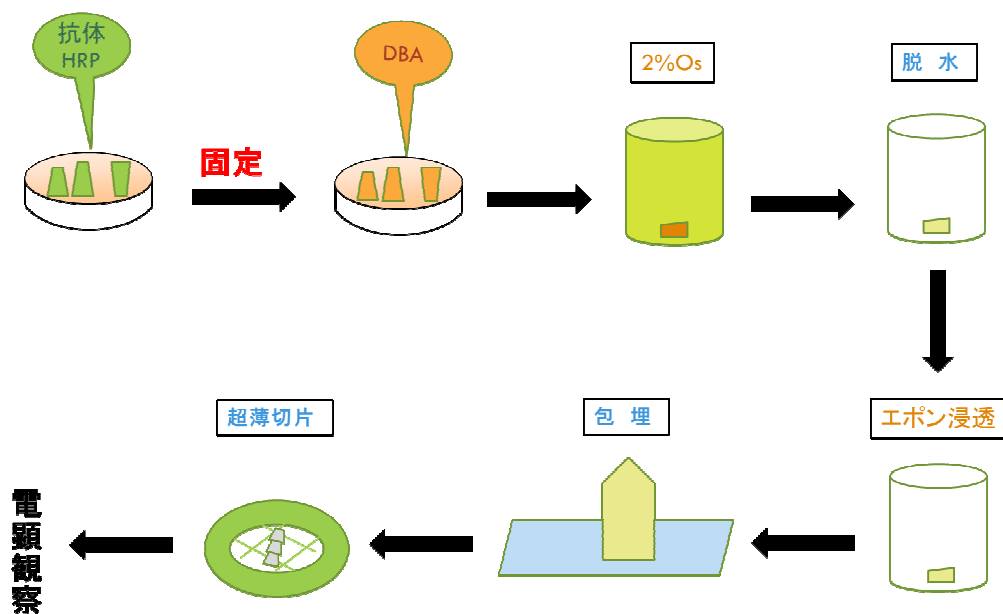 抗体
HRP
固定
DBA
2%Os
脱 水
エポン浸透
包 埋
超薄切片
電顕観察